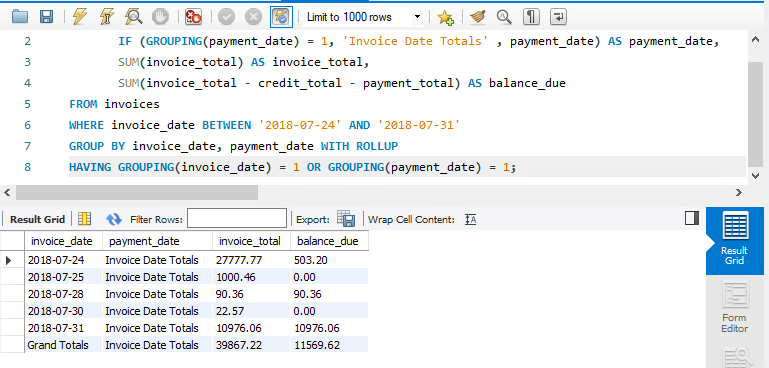 Limit to 1000 rows
2 IF (GROUPING(payment_date) = 1, 'Invoice Date Totals' , payment_date) AS payment_date,
3 SUM(invoice_total) AS invoice_total,
4 SUM(invoice_total - credit_total - payment_total) AS balance_due
5 FROM invoices
6 WHERE invoice_date BETWEEN '2018-07-24' AND '2018-07-31'
7 GROUP BY invoice_date, payment_date WITH ROLLUP
8 HAVING GROUPING(invoice_date) = 1 OR GROUPING(payment_date) = 1;
Result Grid Filter Rows: Export: Wrap Cell Content:
invoice_date payment_date invoice_total balance_due
2018-07-24 Invoice Date Totals 27777.77 503.20
2018-07-25 Invoice Date Totals 1000.46 0.00
2018-07-28 Invoice Date Totals 90.36 90.36
2018-07-30 Invoice Date Totals 22.57 0.00
2018-07-31 Invoice Date Totals 10976.06 10976.06
Grand Totals Invoice Date Totals 39867.22 11569.62
Result
Grid
Form
Editor